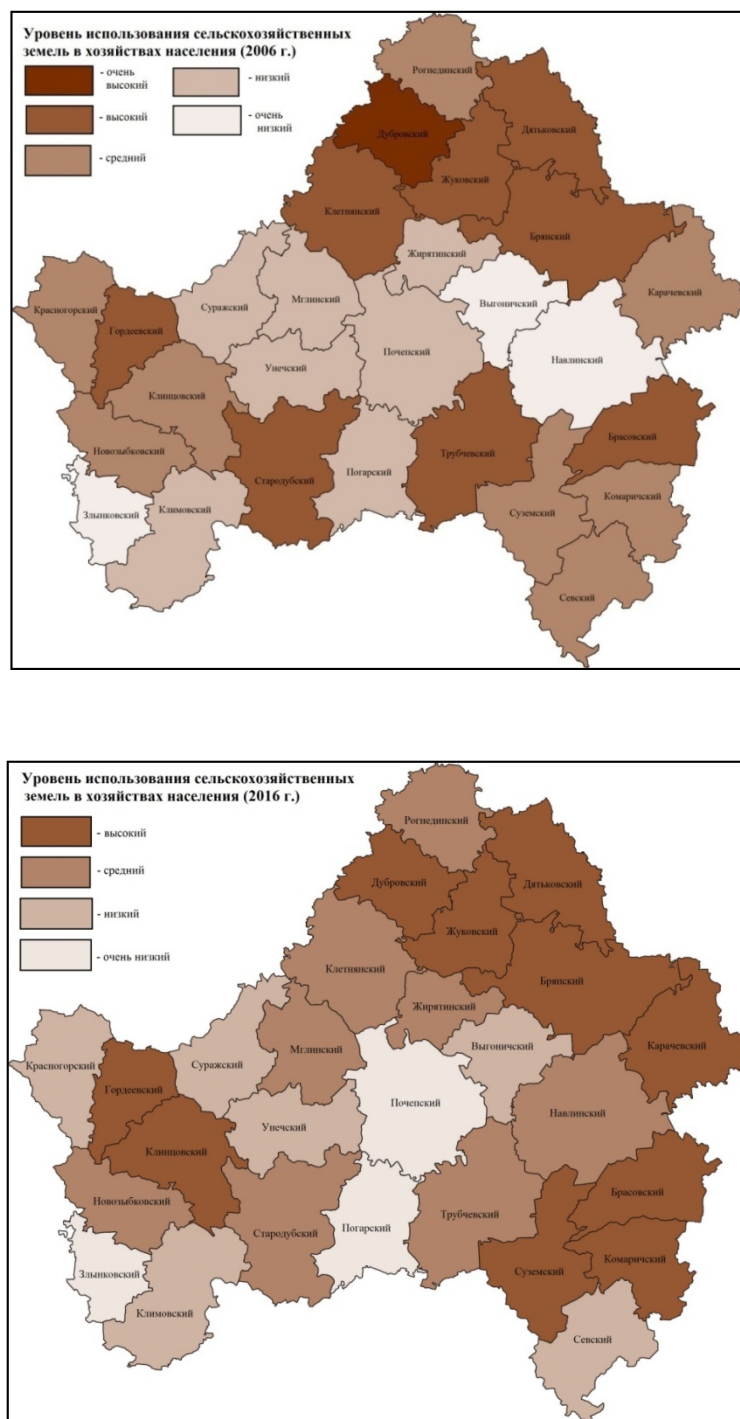 Уровень использования сельскохозяйственных
земель в хозяйствах населения (2006 г.)
- очень
высокий
- низкий
- высокий
- очень
низкий
- средний
Рогнединский
Дубровский
Дятьковский
Жуковский
Клетнянский
Брянский
Жирятинский
Карачевский
Красногорский
Суражский
Мглинский
Выгоничский
Гордеевский
Почепский
Навлинский
Унечский
Клинцовский
Брасовский
Новозыбковский
Трубчевский
Стародубский
Погарский
Комаричский
Злынковский
Климовский
Суземский
Севский
Уровень использования сельскохозяйственных
земель в хозяйствах населения (2016 г.)
- высокий
- средний
- низкий
- очень низкий
Рогнединский
Дубровский
Дятьковский
Жуковский
Клетнянский
Брянский
Жирятинский
Карачевский
Выгоничский
Мглинский
Красногорский
Суражский
Почепский
Гордеевский
Навлинский
Унечский
Клинцовский
Брасовский
Новозыбковский
Трубчевский
Погарский
Стародубский
Комаричский
Суземский
Злынковский
Климовский
Севский